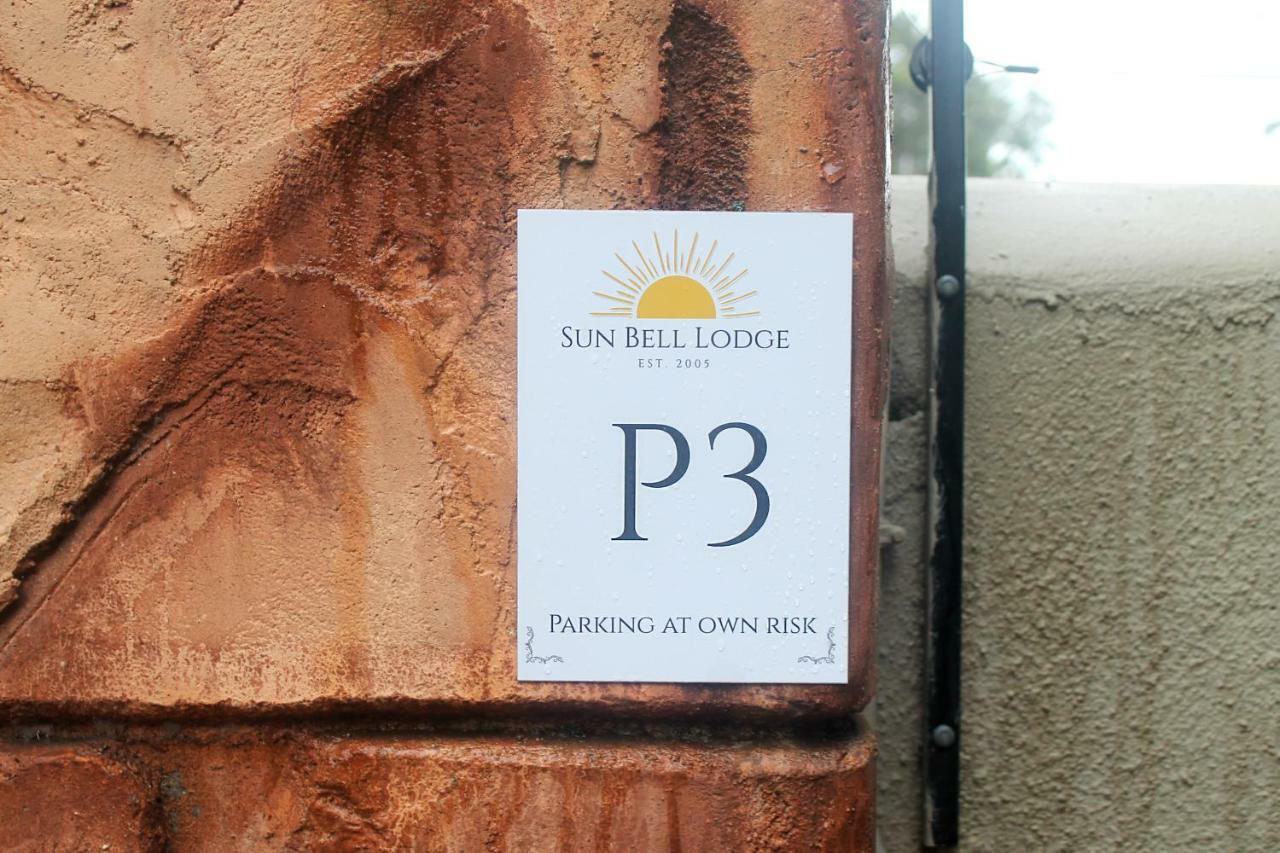 Sun Bell Lodge
EST. 2005
P3
Parking at own risk